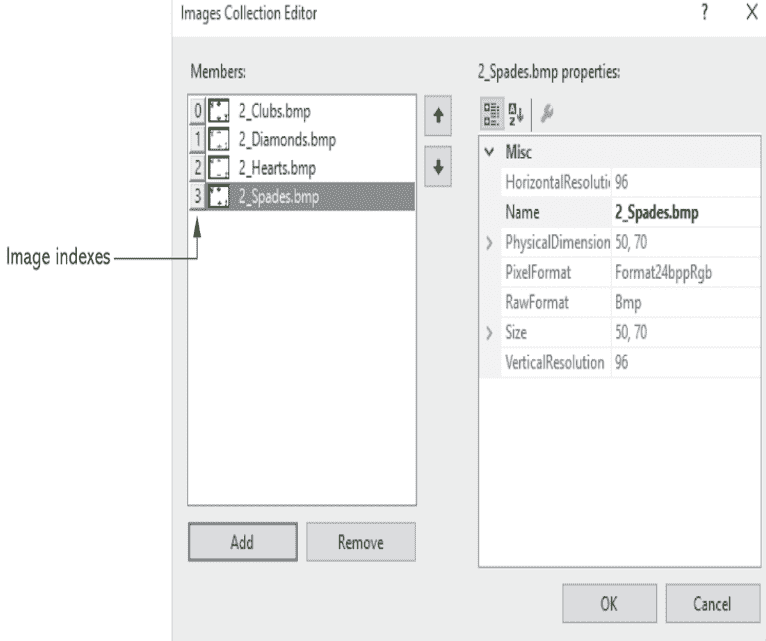 Images Collection Editor
?
X
Members:
0 2_Clubs.bmp
1 2_Diamonds.bmp
2 2_Hearts.bmp
3 2_Spades.bmp
Image indexes
Add
Remove
2_Spades.bmp properties:
Misc
HorizontalResoluti 96
Name 2_Spades.bmp
PhysicalDimension 50, 70
PixelFormat Format24bppRgb
RawFormat Bmp
Size 50, 70
VerticalResolution 96
OK
Cancel